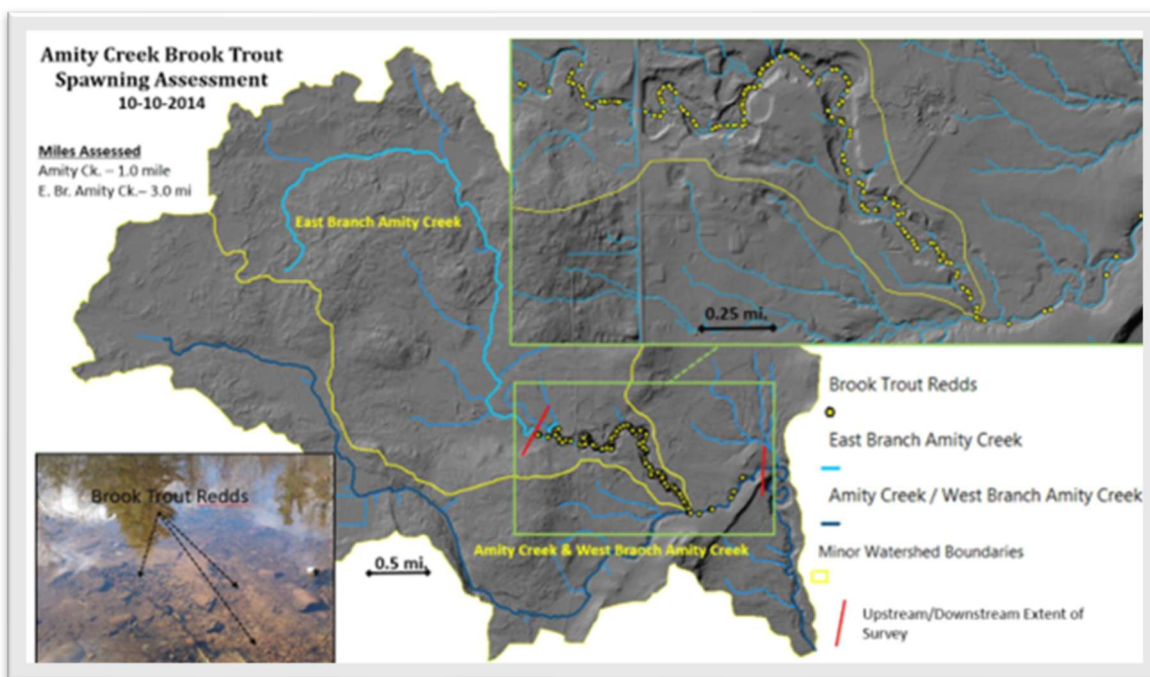 Amity Creek Brook Trout
Spawning Assessment
10-10-2014
Miles Assessed
Amity Ck. – 1.0 mile
E. Br. Amity Ck.– 3.0 mi
East Branch Amity Creek
0.25 mi.
Brook Trout Redds
East Branch Amity Creek
Amity Creek / West Branch Amity Creek
Minor Watershed Boundaries
Upstream/Downstream Extent of
Survey
Brook Trout Redds
0.5 mi.
Amity Creek & West Branch Amity Creek